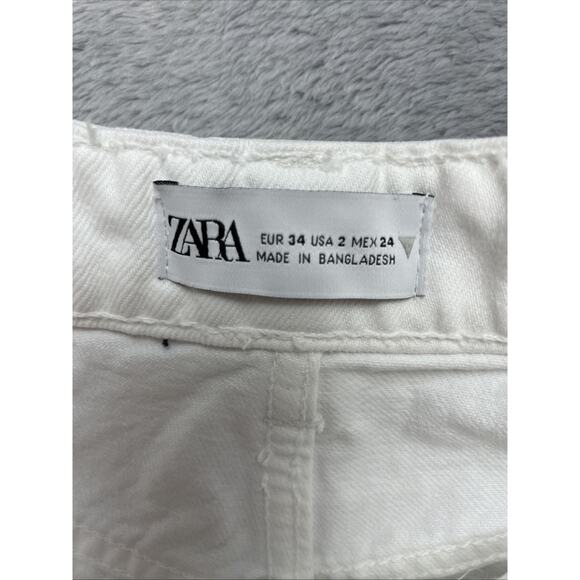 ZARA
EUR 34 USA 2 MEX 24
MADE IN BANGLADESH